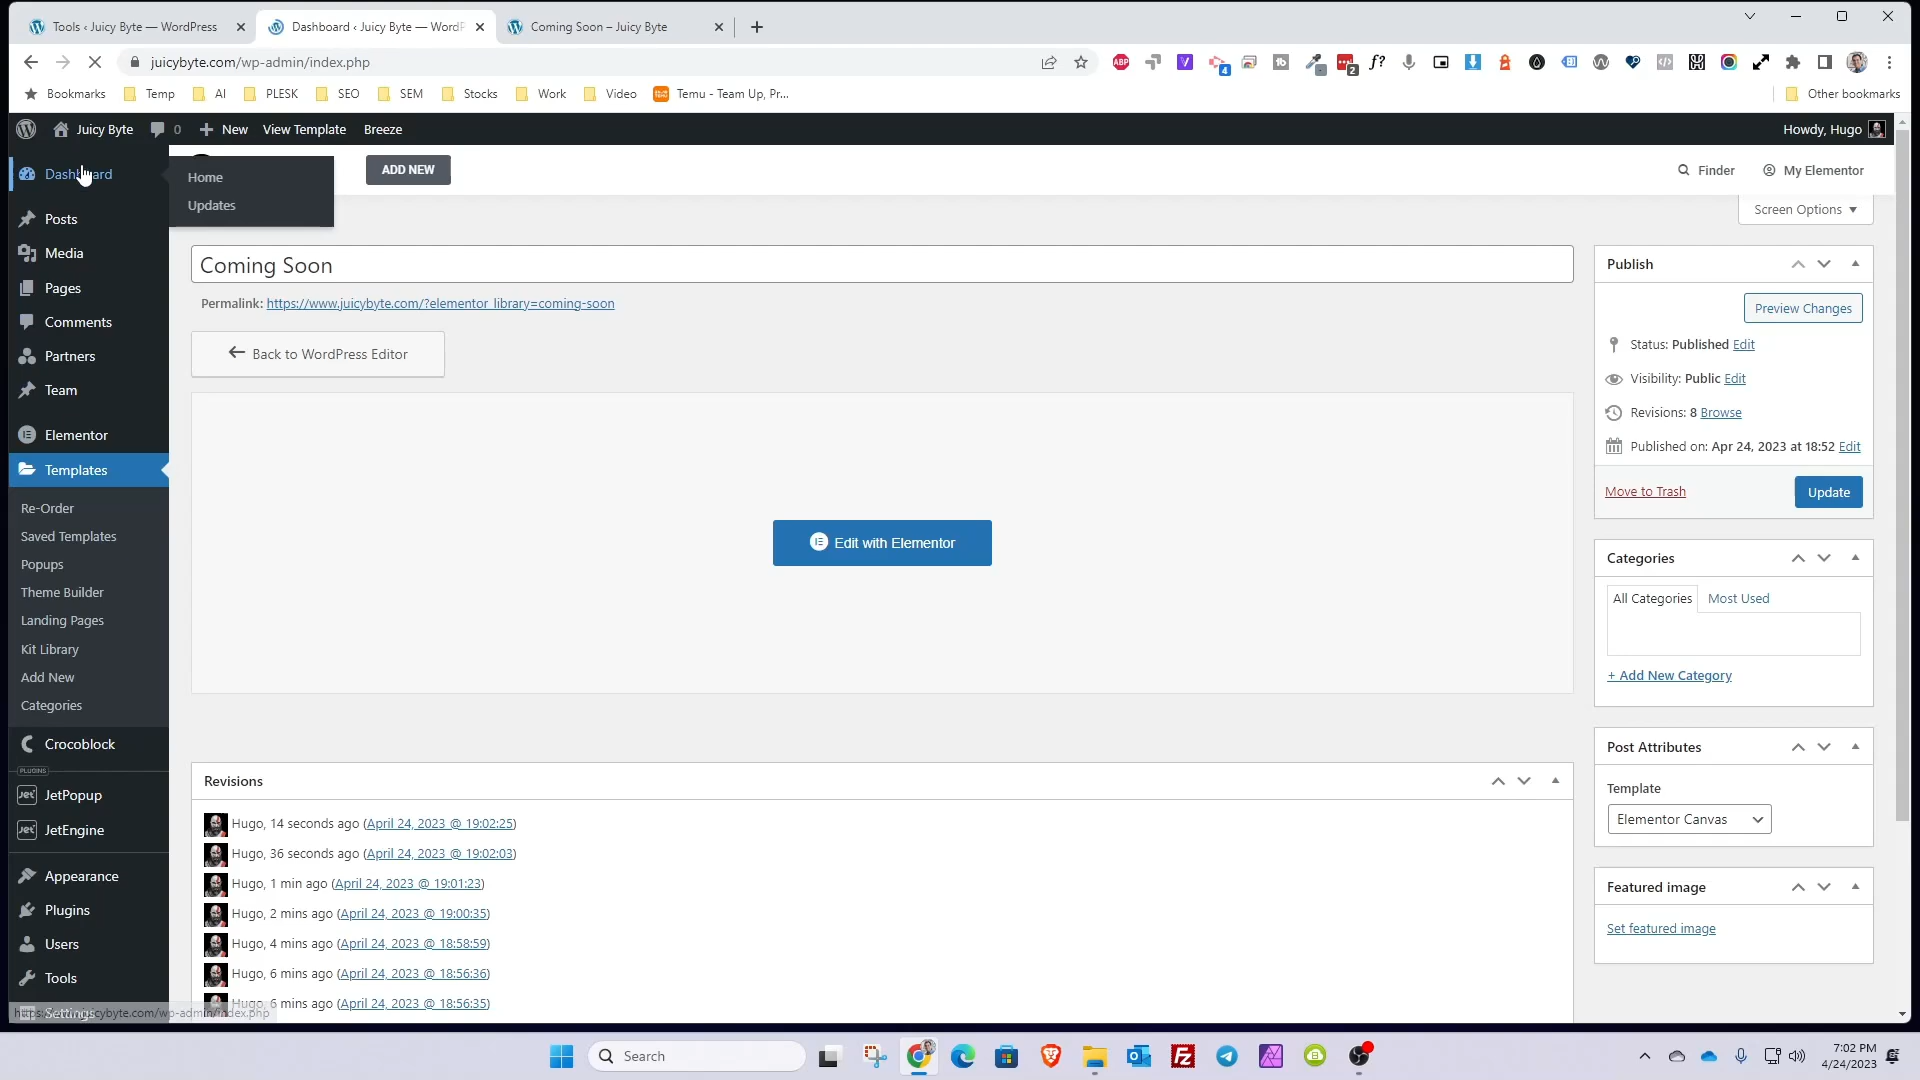 Tools ‹ Juicy Byte — WordPress
Dashboard ‹ Juicy Byte — WordP
Coming Soon – Juicy Byte
juicybyte.com/wp-admin/index.php
ABP
4
2
f?
Bookmarks
Temp
AI
PLESK
SEO
SEM
Stocks
Work
Video
Temu - Team Up, Pr...
Other bookmarks
Juicy Byte
0
New
View Template
Breeze
Howdy, Hugo
Dashboard
Home
Updates
ADD NEW
Finder
My Elementor
Screen Options
Posts
Media
Pages
Comments
Partners
Team
Elementor
Templates
Re-Order
Saved Templates
Popups
Theme Builder
Landing Pages
Kit Library
Add New
Categories
Crocoblock
PLUGINS
JetPopup
JetEngine
Appearance
Plugins
Users
Tools
Settings
Coming Soon
Permalink: https://www.juicybyte.com/?elementor_library=coming-soon
Back to WordPress Editor
Edit with Elementor
Revisions
Hugo, 14 seconds ago (April 24, 2023 @ 19:02:25)
Hugo, 36 seconds ago (April 24, 2023 @ 19:02:03)
Hugo, 1 min ago (April 24, 2023 @ 19:01:23)
Hugo, 2 mins ago (April 24, 2023 @ 19:00:35)
Hugo, 4 mins ago (April 24, 2023 @ 18:58:59)
Hugo, 6 mins ago (April 24, 2023 @ 18:56:36)
Hugo, 6 mins ago (April 24, 2023 @ 18:56:35)
Publish
Preview Changes
Status: Published Edit
Visibility: Public Edit
Revisions: 8 Browse
Published on: Apr 24, 2023 at 18:52 Edit
Move to Trash
Update
Categories
All Categories
Most Used
+ Add New Category
Post Attributes
Template
Elementor Canvas
Featured image
Set featured image
Search
7:02 PM
4/24/2023